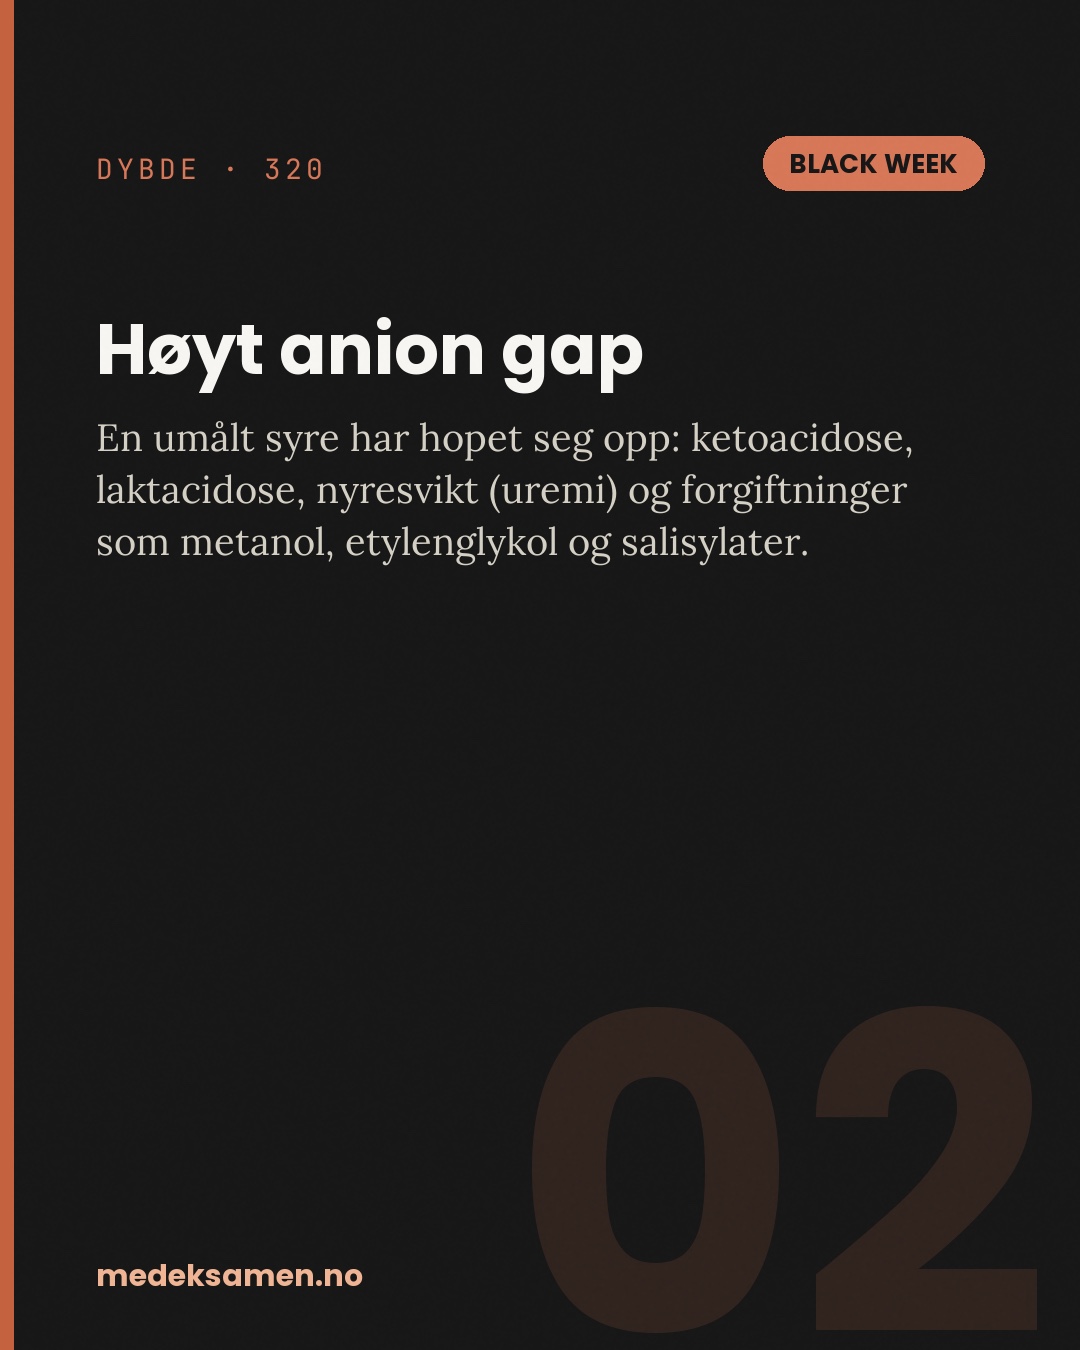 DYBDE · 320
BLACK WEEK
Høyt anion gap
En umålt syre har hopet seg opp: ketoacidose,
laktacidose, nyresvikt (uremi) og forgiftninger
som metanol, etylenglykol og salisylater.
02
medeksamen.no